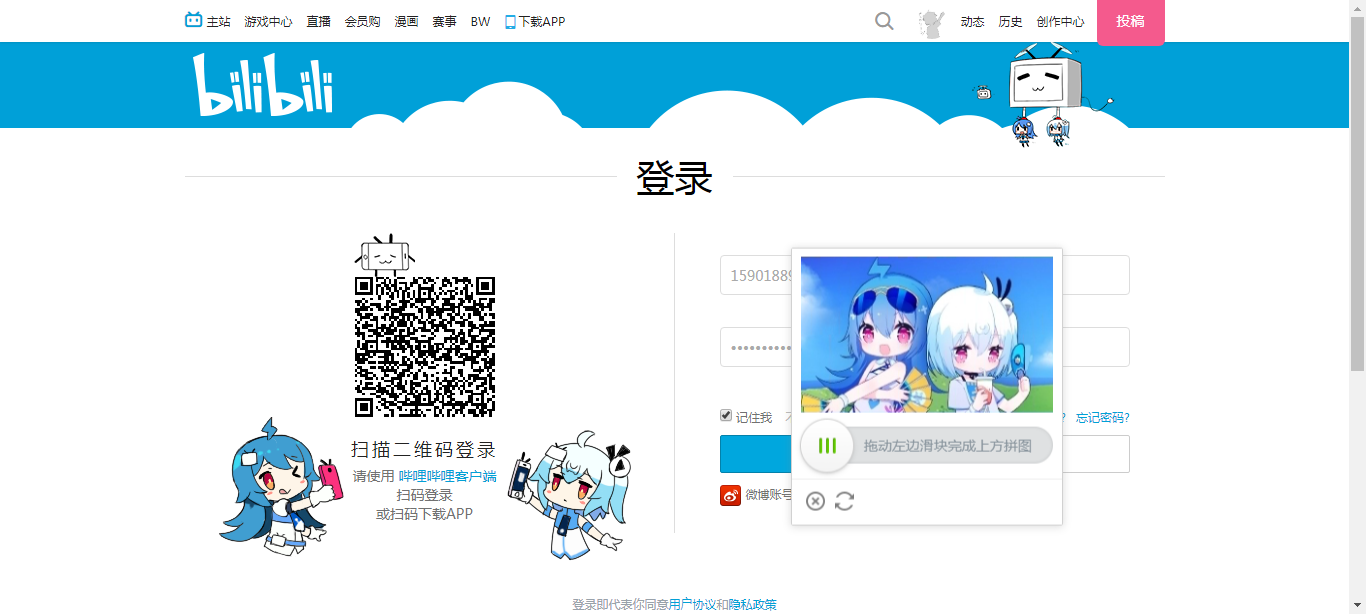 主站 游戏中心 直播 会员购 漫画 赛事 BW 下载APP 动态 历史 创作中心 投稿
bilibili
登录
1590188
••••••••••
记住我
忘记密码?
拖动左边滑块完成上方拼图
微博账号
扫描二维码登录
请使用 哔哩哔哩客户端
扫码登录
或扫码下载APP
登录即代表你同意用户协议和隐私政策